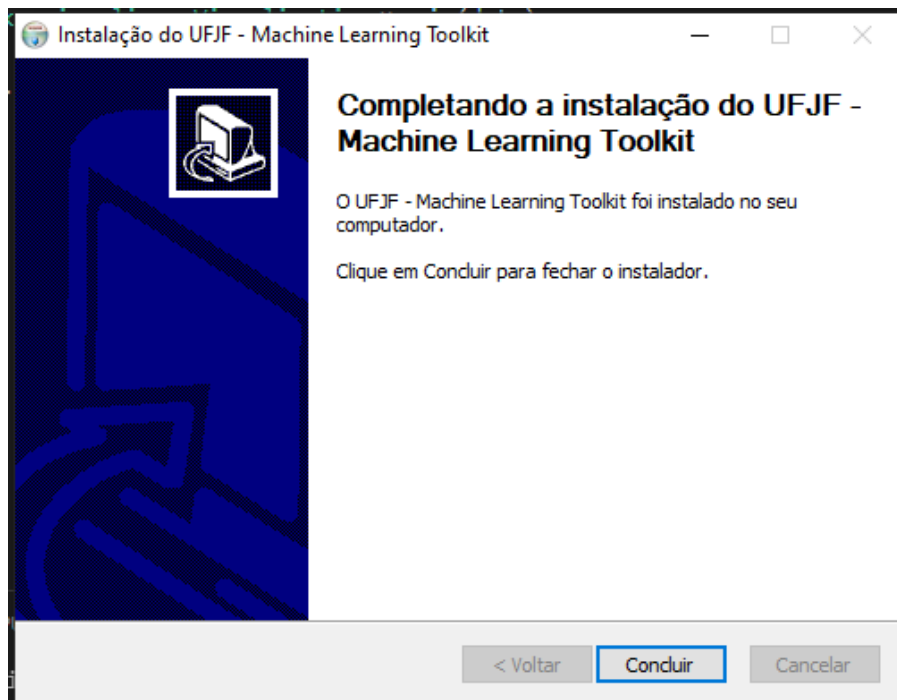 Instalação do UFJF - Machine Learning Toolkit
Completando a instalação do UFJF -
Machine Learning Toolkit
O UFJF - Machine Learning Toolkit foi instalado no seu
computador.
Clique em Concluir para fechar o instalador.
< Voltar
Concluir
Cancelar